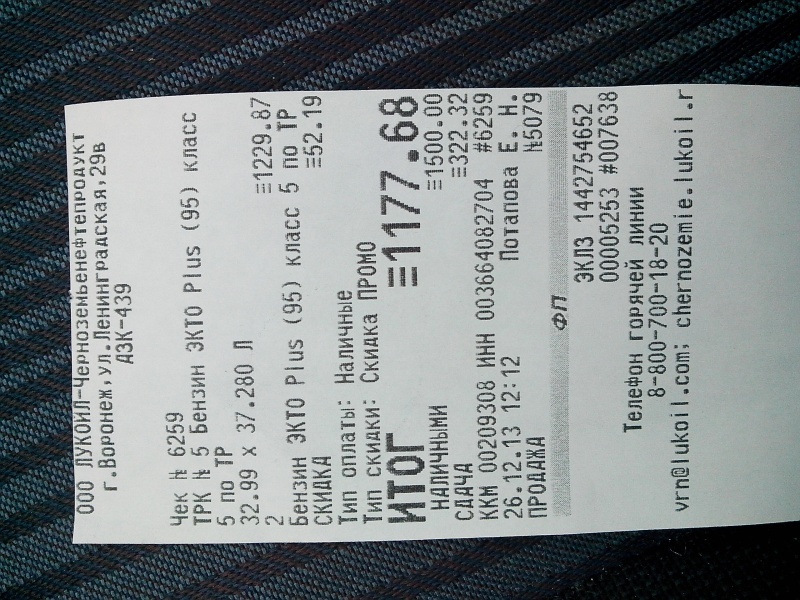 ООО ЛУКОЙЛ-Черноземьенефтепродукт
г.Воронеж,ул.Ленинградская,29в
АЗК-439
Чек № 6259
ТРК № 5 Бензин ЭКТО Plus (95) класс
5 по ТР
32.99 X 37.280 Л ≡1229.87
2
Бензин ЭКТО Plus (95) класс 5 по ТР
СКИДКА ≡52.19
Тип оплаты: Наличные
Тип скидки: Скидка ПРОМО
ИТОГ ≡1177.68
НАЛИЧНЫМИ ≡1500.00
СДАЧА ≡322.32
ККМ 00209308 ИНН 003664082704 #6259
26.12.13 12:12 Потапова Е. Н.
ПРОДАЖА №5079
ФП
ЭКЛЗ 1442754652
00005253 #007638
Телефон горячей линии
8-800-700-18-20
vrn@lukoil.com; chernozemie.lukoil.r